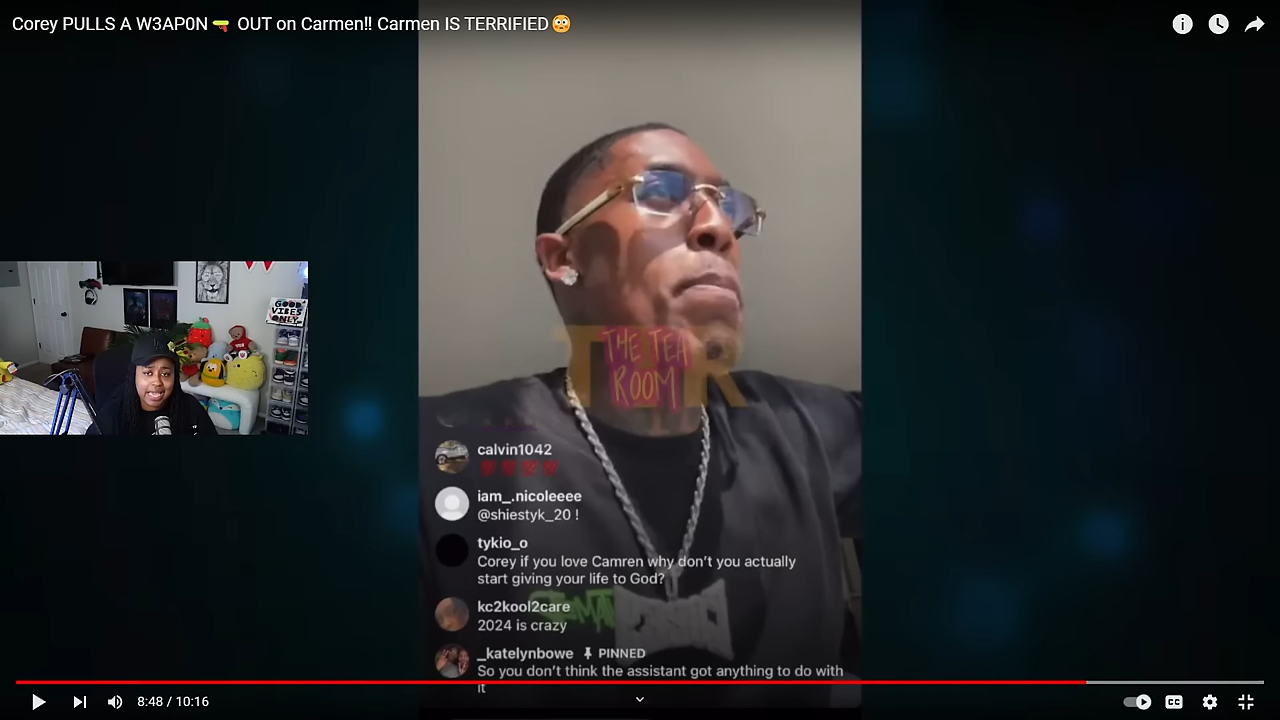 Corey PULLS A W3AP0N🔫 OUT on Carmen!! Carmen IS TERRIFIED😳
GOOD
VIBES
ONLY
THE TEA
ROOM
calvin1042
iam_.nicoleeee
@shiestyk_20 !
tykio_o
Corey if you love Camren why don't you actually
start giving your life to God?
kc2kool2care
2024 is crazy
_katelynbowe PINNED
So you don't think the assistant got anything to do with
it
8:48 / 10:16
CC